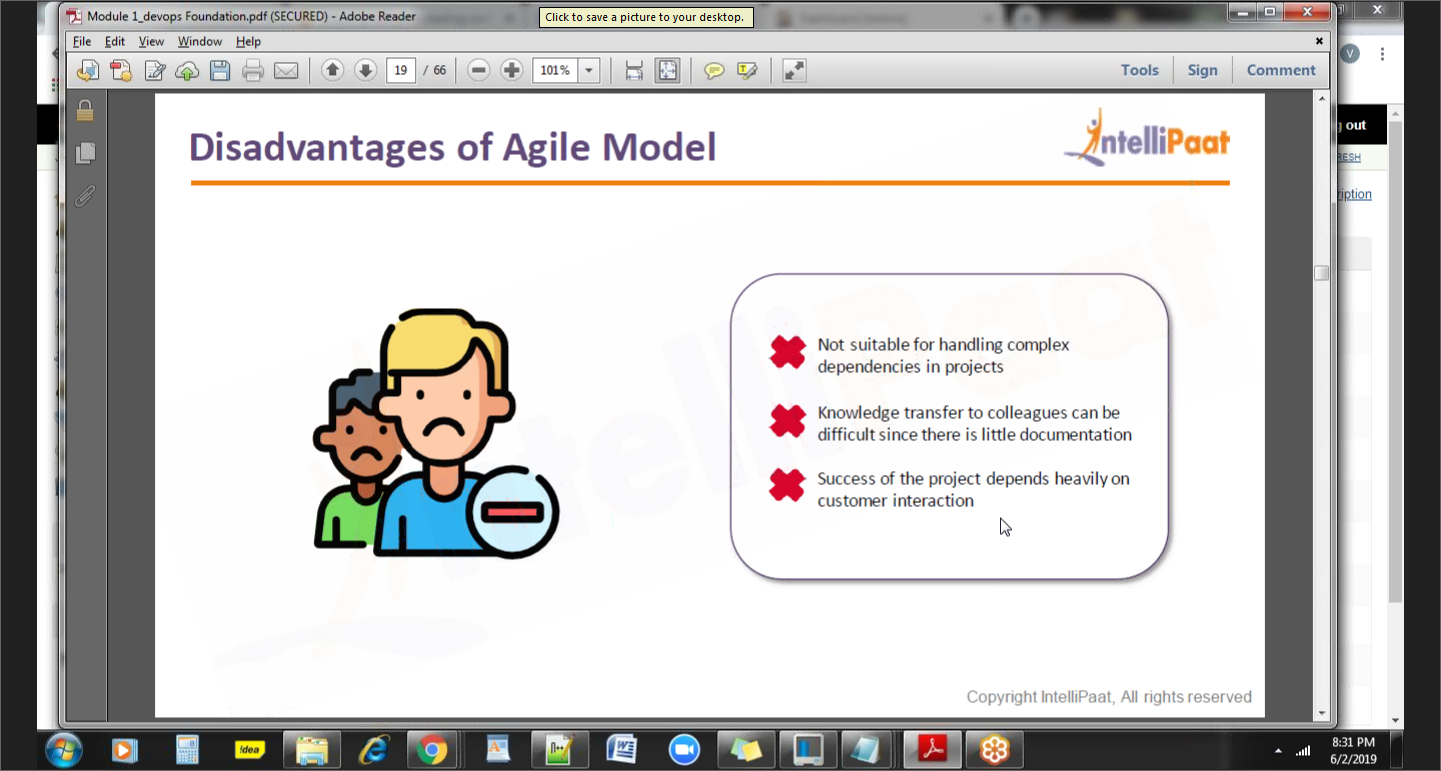 Module 1_devops Foundation.pdf (SECURED) - Adobe Reader
Click to save a picture to your desktop.
File Edit View Window Help
19 / 66
101%
Tools Sign Comment
V
Disadvantages of Agile Model
IntelliPaat
out
RESH
ription
Not suitable for handling complex
dependencies in projects
Knowledge transfer to colleagues can be
difficult since there is little documentation
Success of the project depends heavily on
customer interaction
IntelliPaat
Copyright IntelliPaat, All rights reserved
!dea
8:31 PM
6/2/2019